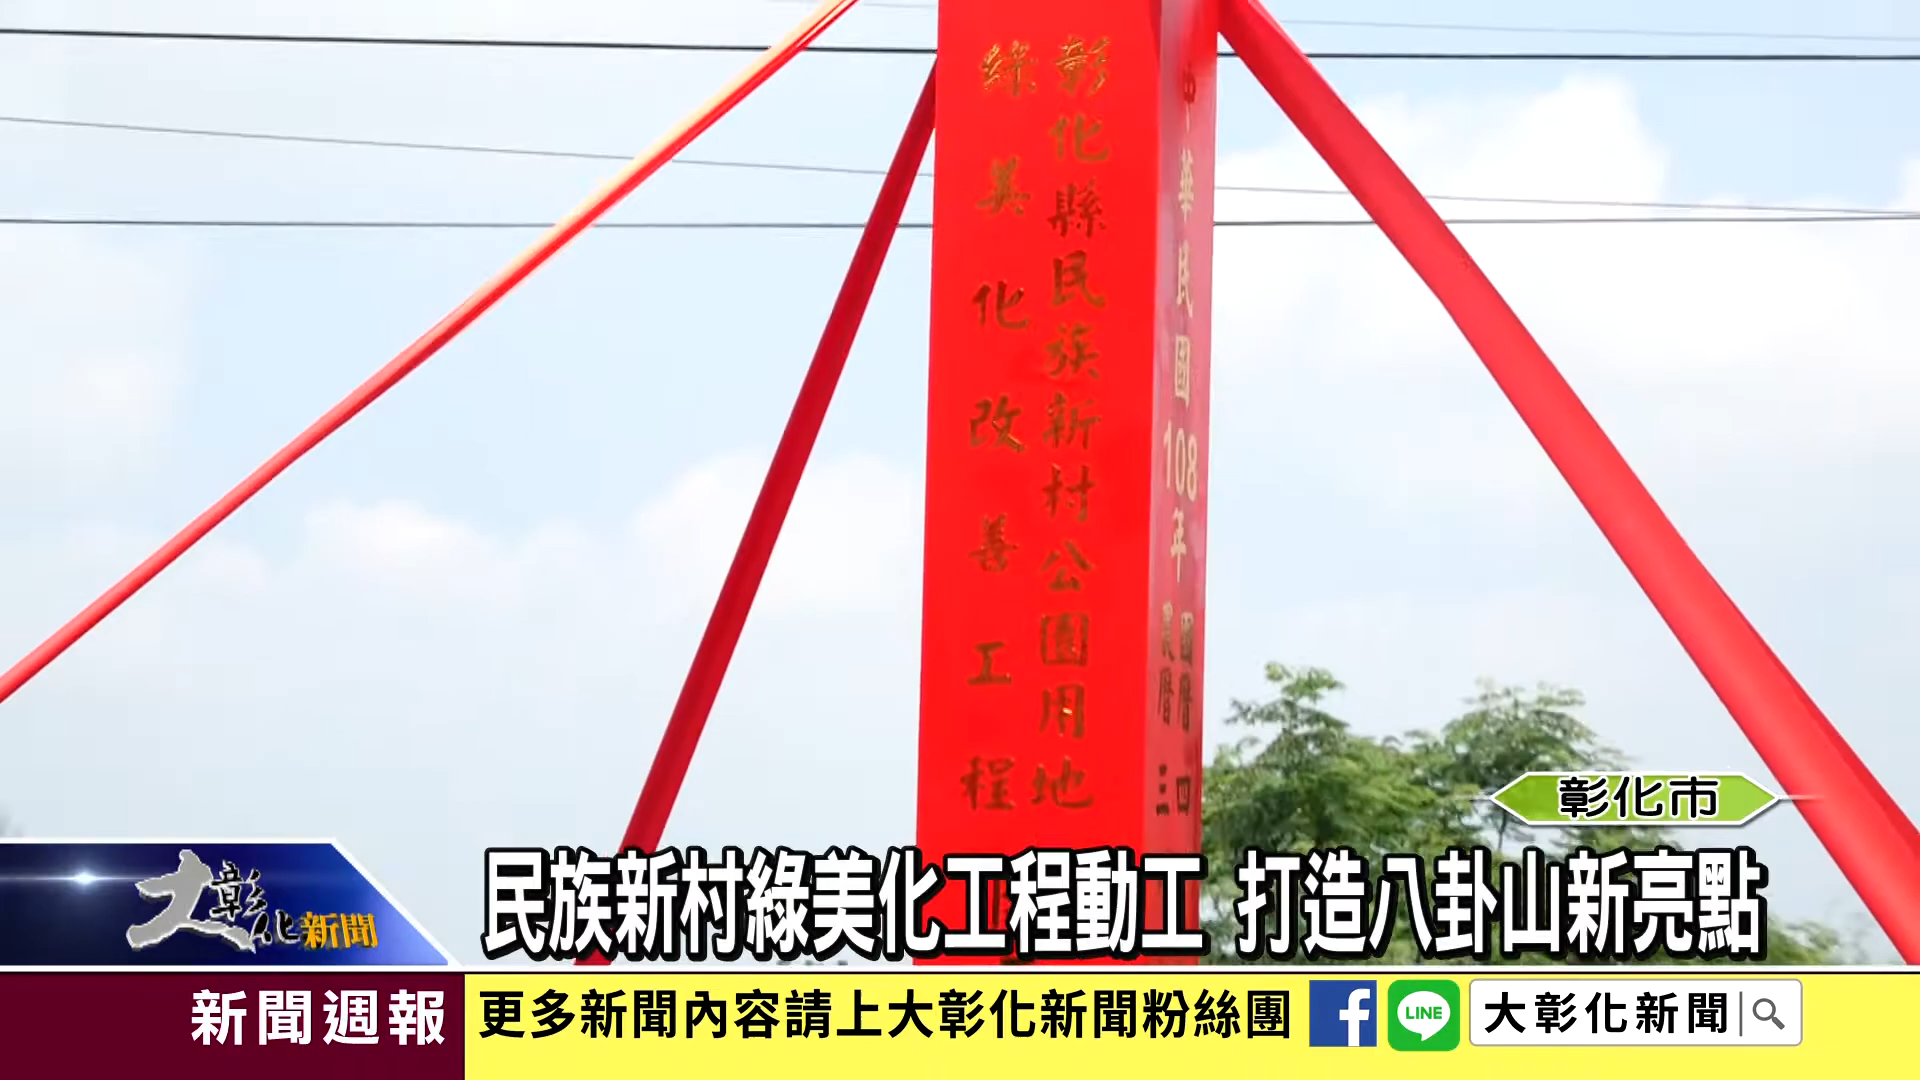 彰化縣民族新村公園用地
綠美化改善工程
中華民國108年
國曆四
農曆三
彰化市
大彰化新聞
民族新村綠美化工程動工 打造八卦山新亮點
新聞週報
更多新聞內容請上大彰化新聞粉絲團
LINE
大彰化新聞